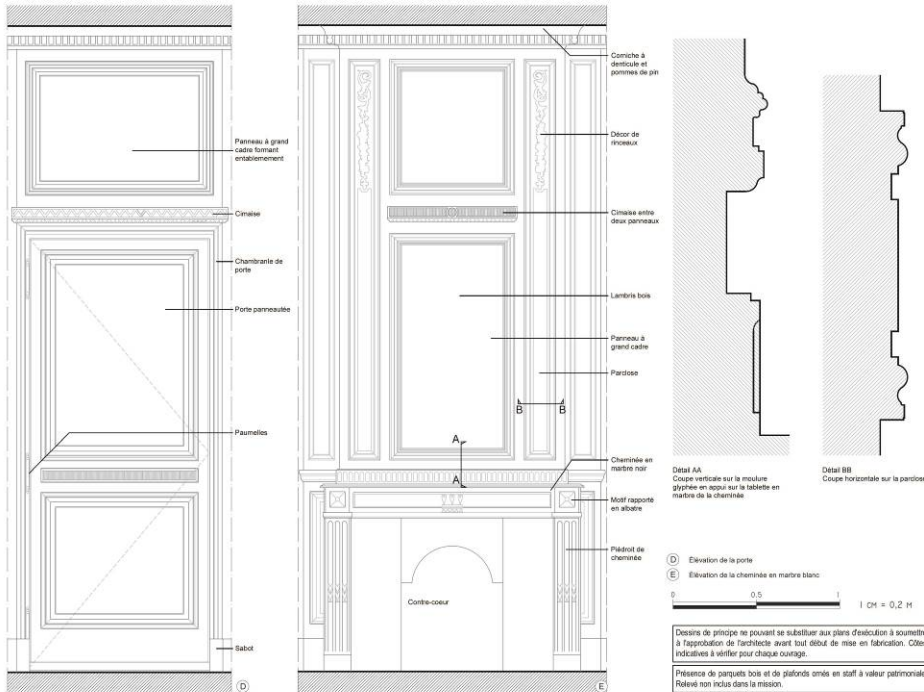 Panneau à grand
cadre formant
entablemement
Cimaise
Chambranle de
porte
Porte panneautée
Paumelles
Sabot
D
Corniche à
denticule et
pommes de pin
Décor de
rinceaux
Cimaise entre
deux panneaux
Lambris bois
Panneau à
grand cadre
Parclose
B B
A
A
Cheminée en
marbre noir
Motif rapporté
en albatre
Piédroit de
cheminée
Contre-coeur
E
Détail AA
Coupe verticale sur la moulure
glyphée en appui sur la tablette en
marbre de la cheminée
Détail BB
Coupe horizontale sur la parclose
D Élévation de la porte
E Élévation de la cheminée en marbre blanc
0 0.5 1 1 CM = 0,2 M
Dessins de principe ne pouvant se substituer aux plans d'exécution à soumettre
à l'approbation de l'architecte avant tout début de mise en fabrication. Côtes
indicatives à vérifier pour chaque ouvrage.
Présence de parquets bois et de plafonds ornés en staff à valeur patrimoniale.
Relevé non inclus dans la mission.